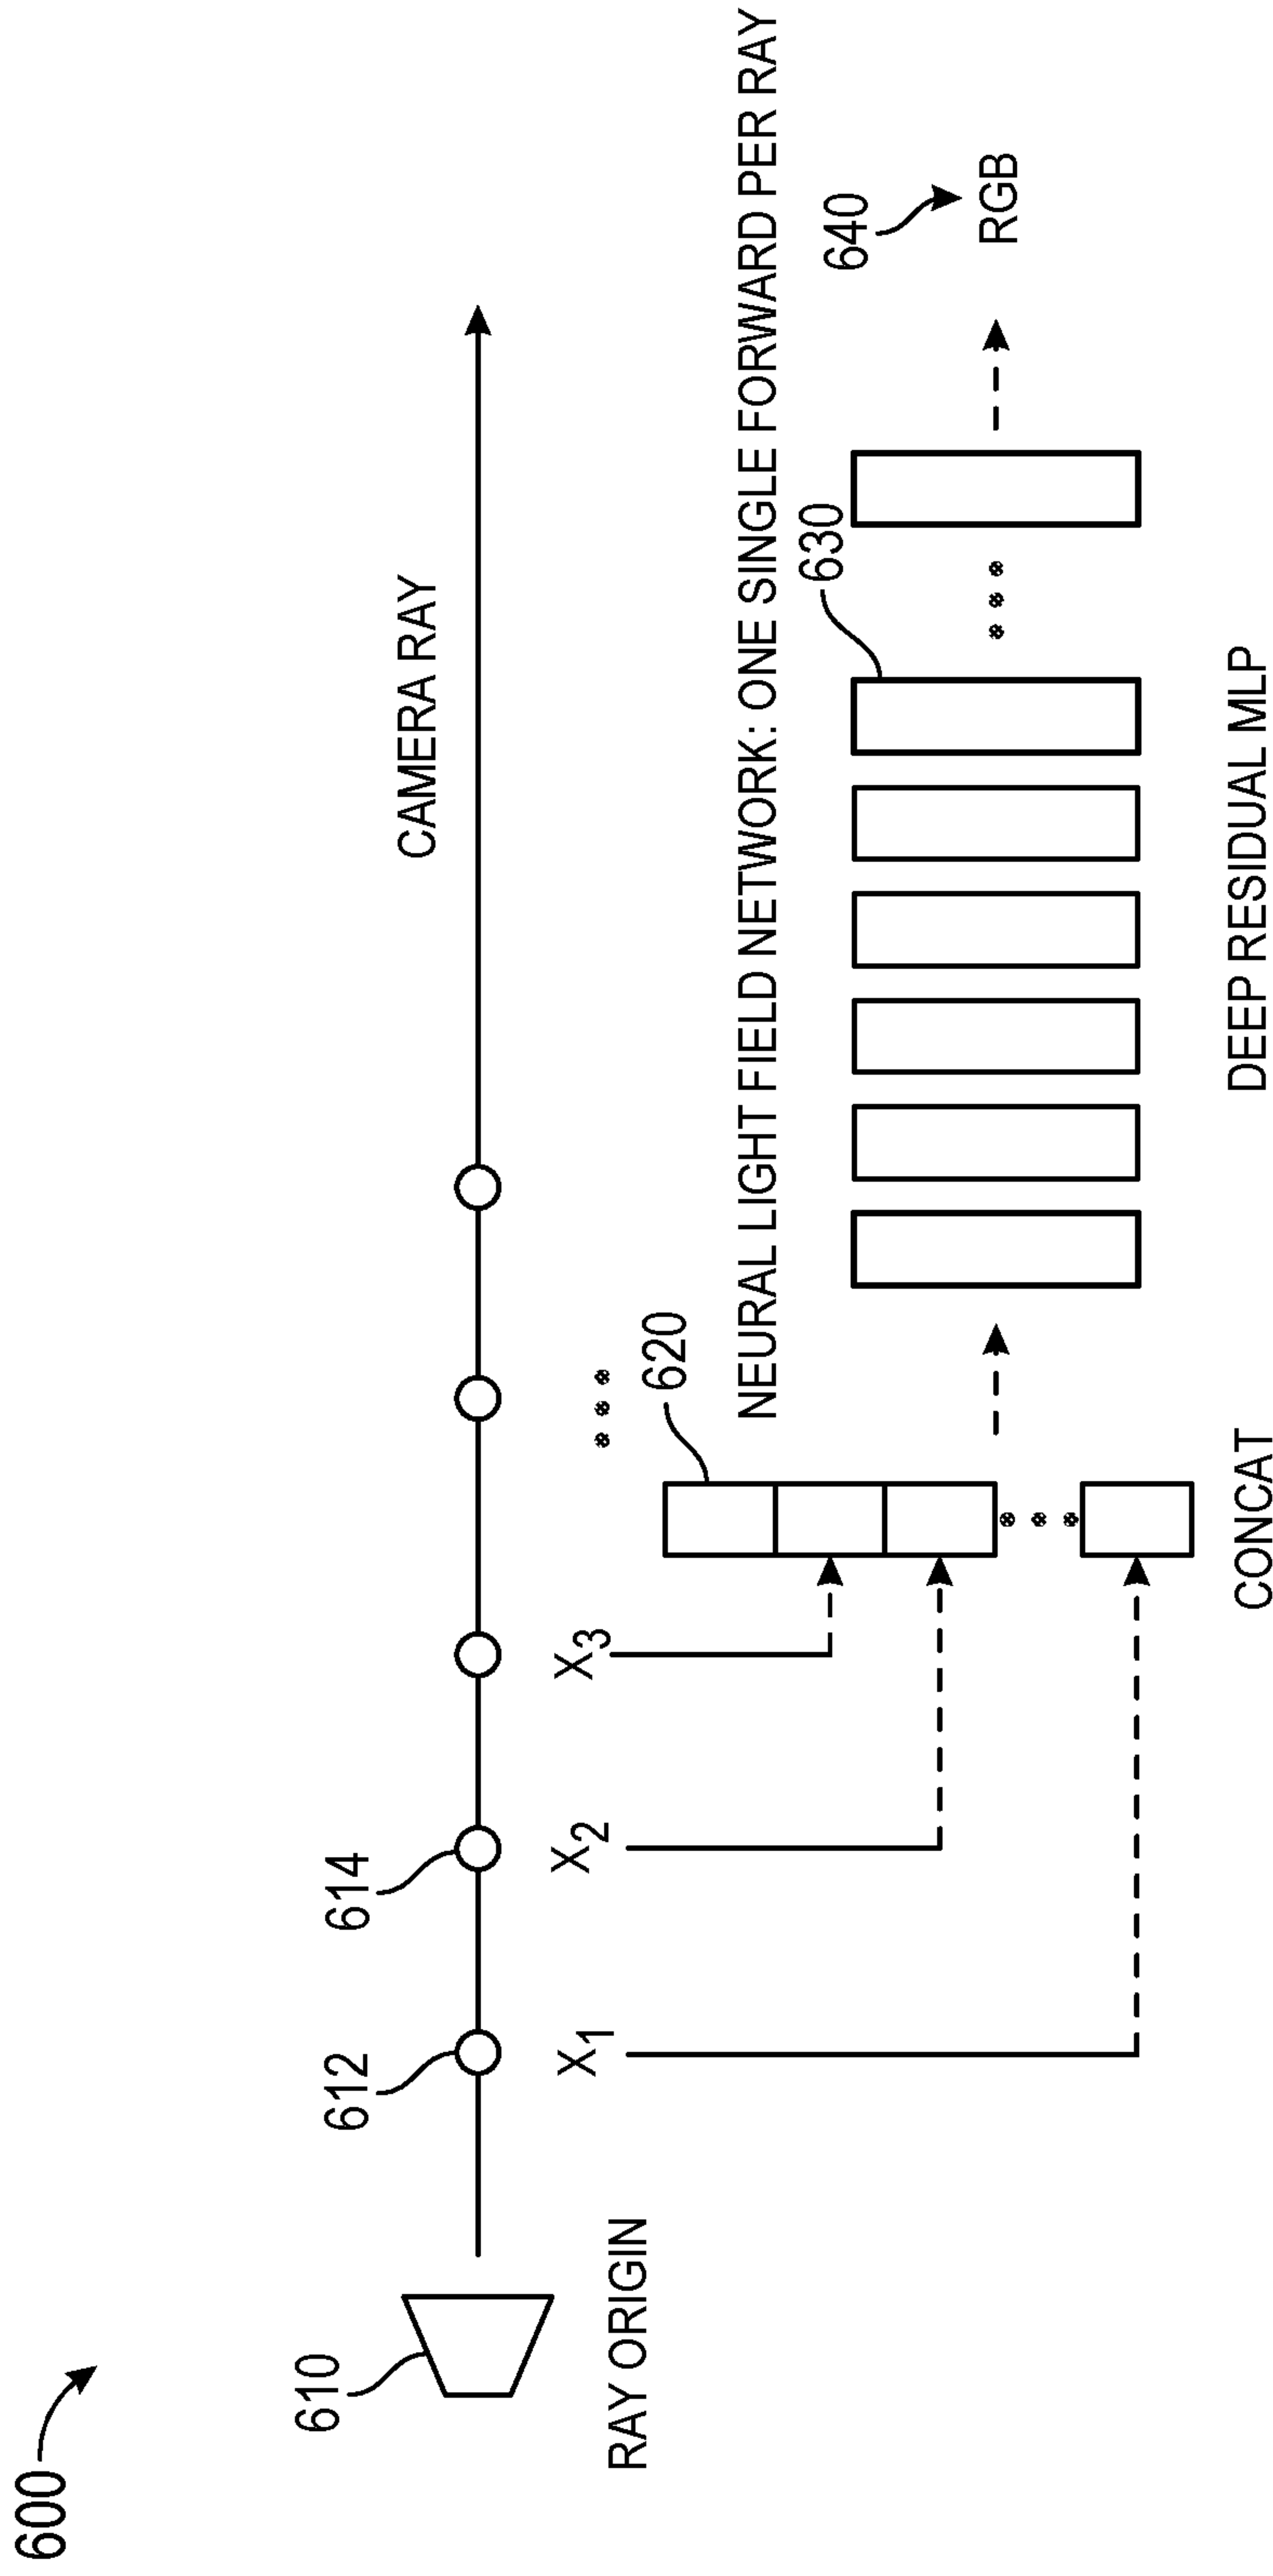 600
610
612
614
CAMERA RAY
RAY ORIGIN
X1
X2
X3
620
NEURAL LIGHT FIELD NETWORK: ONE SINGLE FORWARD PER RAY
630
640
RGB
CONCAT
DEEP RESIDUAL MLP